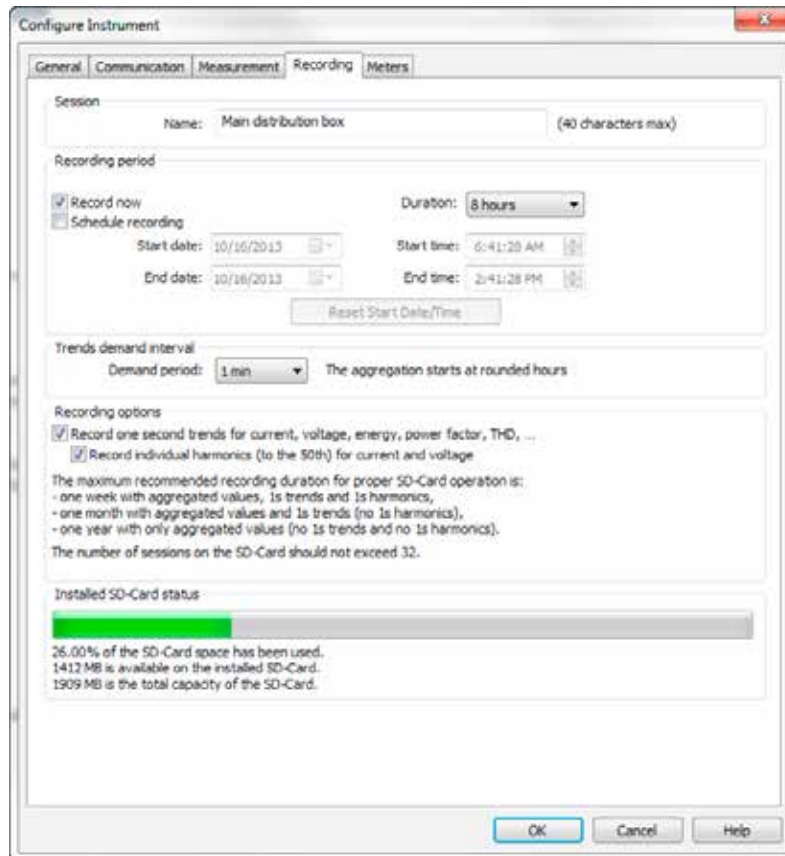 Configure Instrument
General Communication Measurement Recording Meters
Session
Name: Main distribution box (40 characters max)
Recording period
Record now Duration: 8 hours
Schedule recording
Start date: 10/16/2013 Start time: 6:41:28 AM
End date: 10/16/2013 End time: 2:41:28 PM
Reset Start Date/Time
Trends demand interval
Demand period: 1 min The aggregation starts at rounded hours
Recording options
Record one second trends for current, voltage, energy, power factor, THD, ...
Record individual harmonics (to the 50th) for current and voltage
The maximum recommended recording duration for proper SD-Card operation is:
- one week with aggregated values, 1s trends and 1s harmonics,
- one month with aggregated values and 1s trends (no 1s harmonics),
- one year with only aggregated values (no 1s trends and no 1s harmonics).
The number of sessions on the SD-Card should not exceed 32.
Installed SD-Card status
26.00% of the SD-Card space has been used.
1412 MB is available on the installed SD-Card.
1909 MB is the total capacity of the SD-Card.
OK Cancel Help